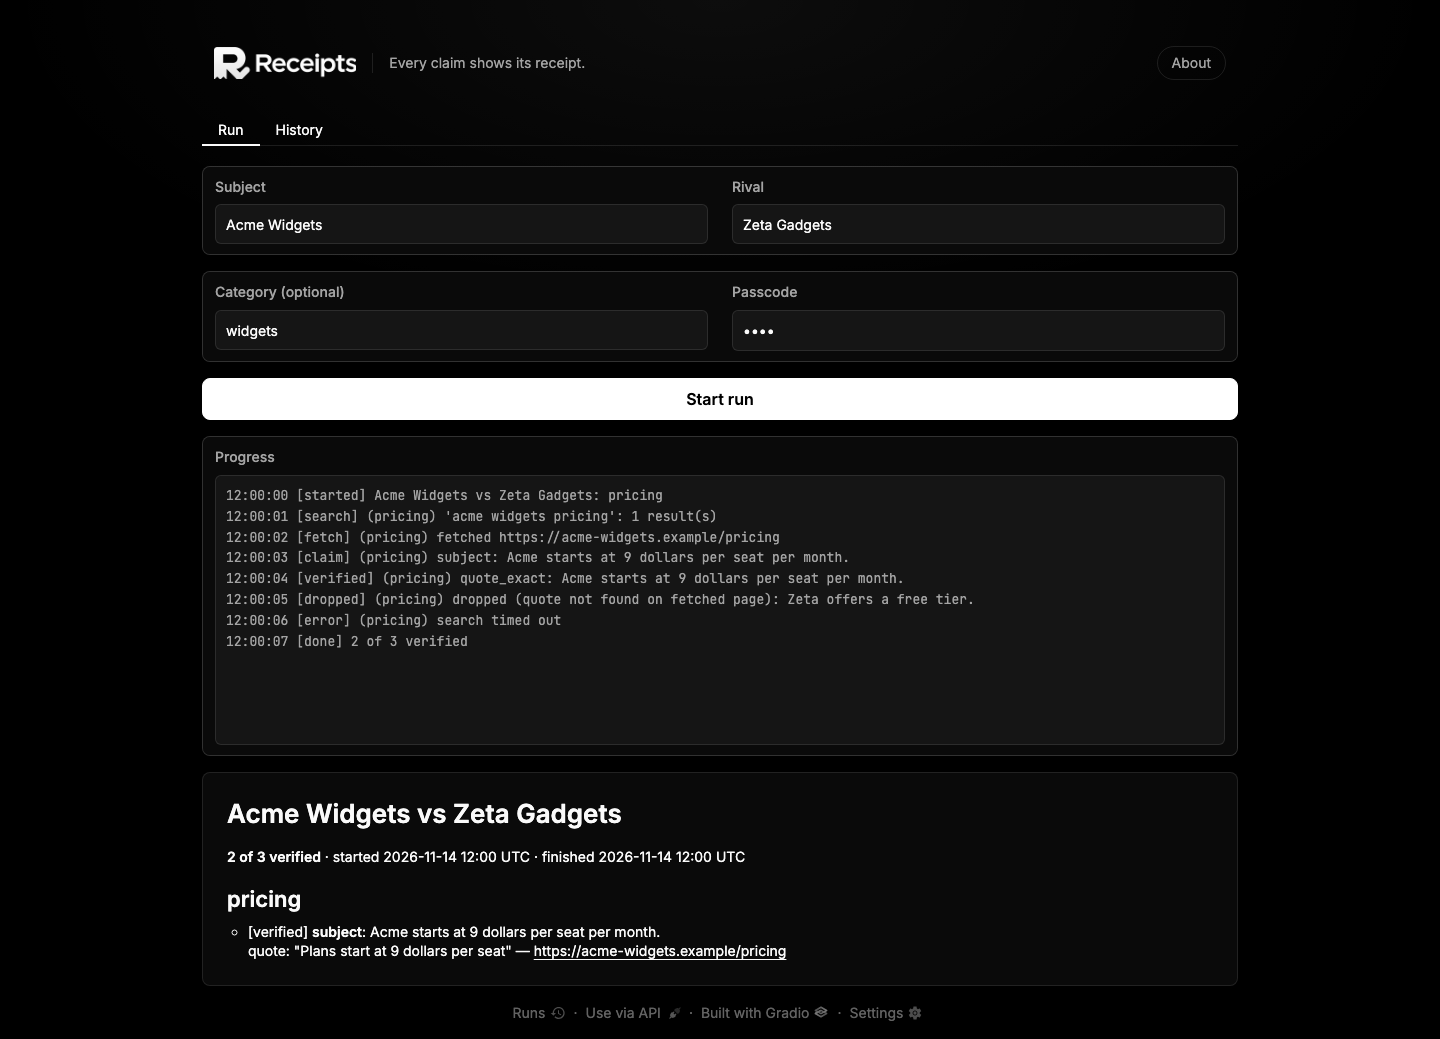 Receipts
Every claim shows its receipt.
About
Run
History
Subject
Rival
Acme Widgets
Zeta Gadgets
Category (optional)
Passcode
widgets
••••
Start run
Progress
12:00:00 [started] Acme Widgets vs Zeta Gadgets: pricing
12:00:01 [search] (pricing) 'acme widgets pricing': 1 result(s)
12:00:02 [fetch] (pricing) fetched https://acme-widgets.example/pricing
12:00:03 [claim] (pricing) subject: Acme starts at 9 dollars per seat per month.
12:00:04 [verified] (pricing) quote_exact: Acme starts at 9 dollars per seat per month.
12:00:05 [dropped] (pricing) dropped (quote not found on fetched page): Zeta offers a free tier.
12:00:06 [error] (pricing) search timed out
12:00:07 [done] 2 of 3 verified
Acme Widgets vs Zeta Gadgets
2 of 3 verified · started 2026-11-14 12:00 UTC · finished 2026-11-14 12:00 UTC
pricing
[verified] subject: Acme starts at 9 dollars per seat per month.
quote: "Plans start at 9 dollars per seat" — https://acme-widgets.example/pricing
Runs · Use via API · Built with Gradio · Settings